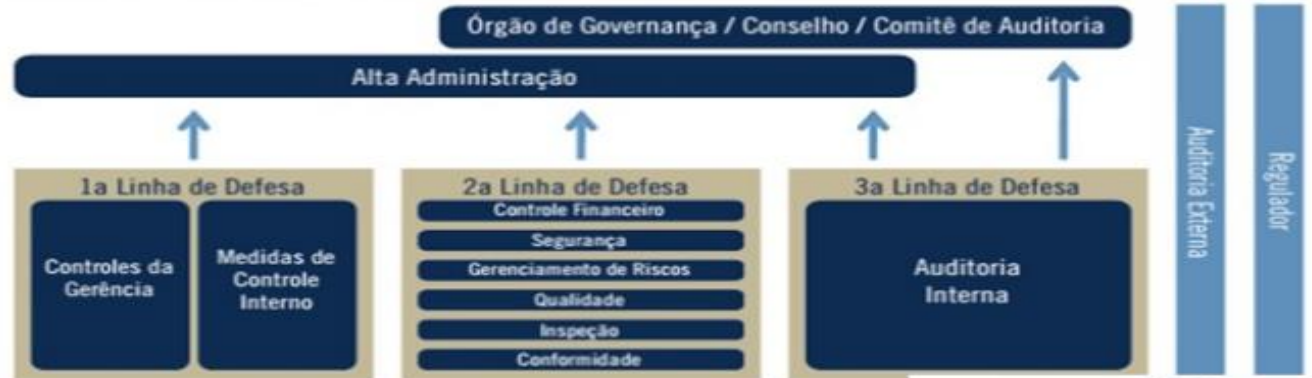 Órgão de Governança / Conselho / Comitê de Auditoria
Alta Administração
1a Linha de Defesa
Controles da
Gerência
Medidas de
Controle
Interno
2a Linha de Defesa
Controle Financeiro
Segurança
Gerenciamento de Riscos
Qualidade
Inspeção
Conformidade
3a Linha de Defesa
Auditoria
Interna
Auditoria Externa
Regulador